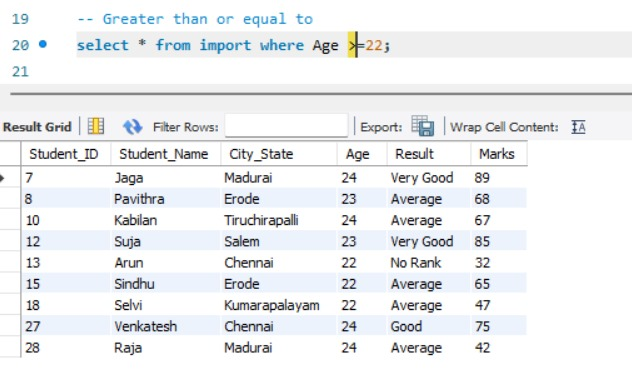 19 -- Greater than or equal to
20 select * from import where Age >=22;
21
Result Grid Filter Rows: Export: Wrap Cell Content:
Student_ID Student_Name City_State Age Result Marks
7 Jaga Madurai 24 Very Good 89
8 Pavithra Erode 23 Average 68
10 Kabilan Tiruchirapalli 24 Average 67
12 Suja Salem 23 Very Good 85
13 Arun Chennai 22 No Rank 32
15 Sindhu Erode 22 Average 65
18 Selvi Kumarapalayam 22 Average 47
27 Venkatesh Chennai 24 Good 75
28 Raja Madurai 24 Average 42